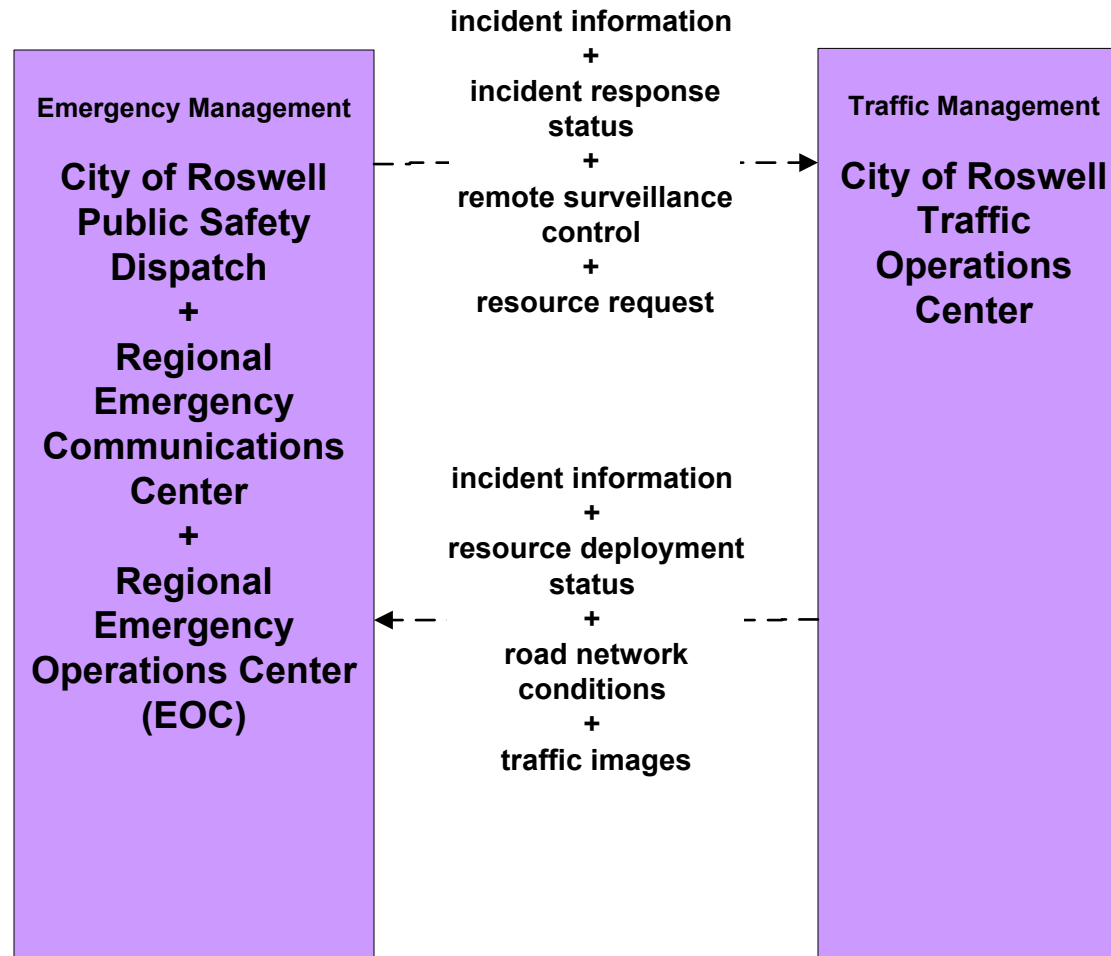 Emergency Management
City of Roswell
Public Safety
Dispatch
+
Regional
Emergency
Communications
Center
+
Regional
Emergency
Operations Center
(EOC)
incident information
+
incident response
status
+
remote surveillance
control
+
resource request
incident information
+
resource deployment
status
+
road network
conditions
+
traffic images
Traffic Management
City of Roswell
Traffic
Operations
Center